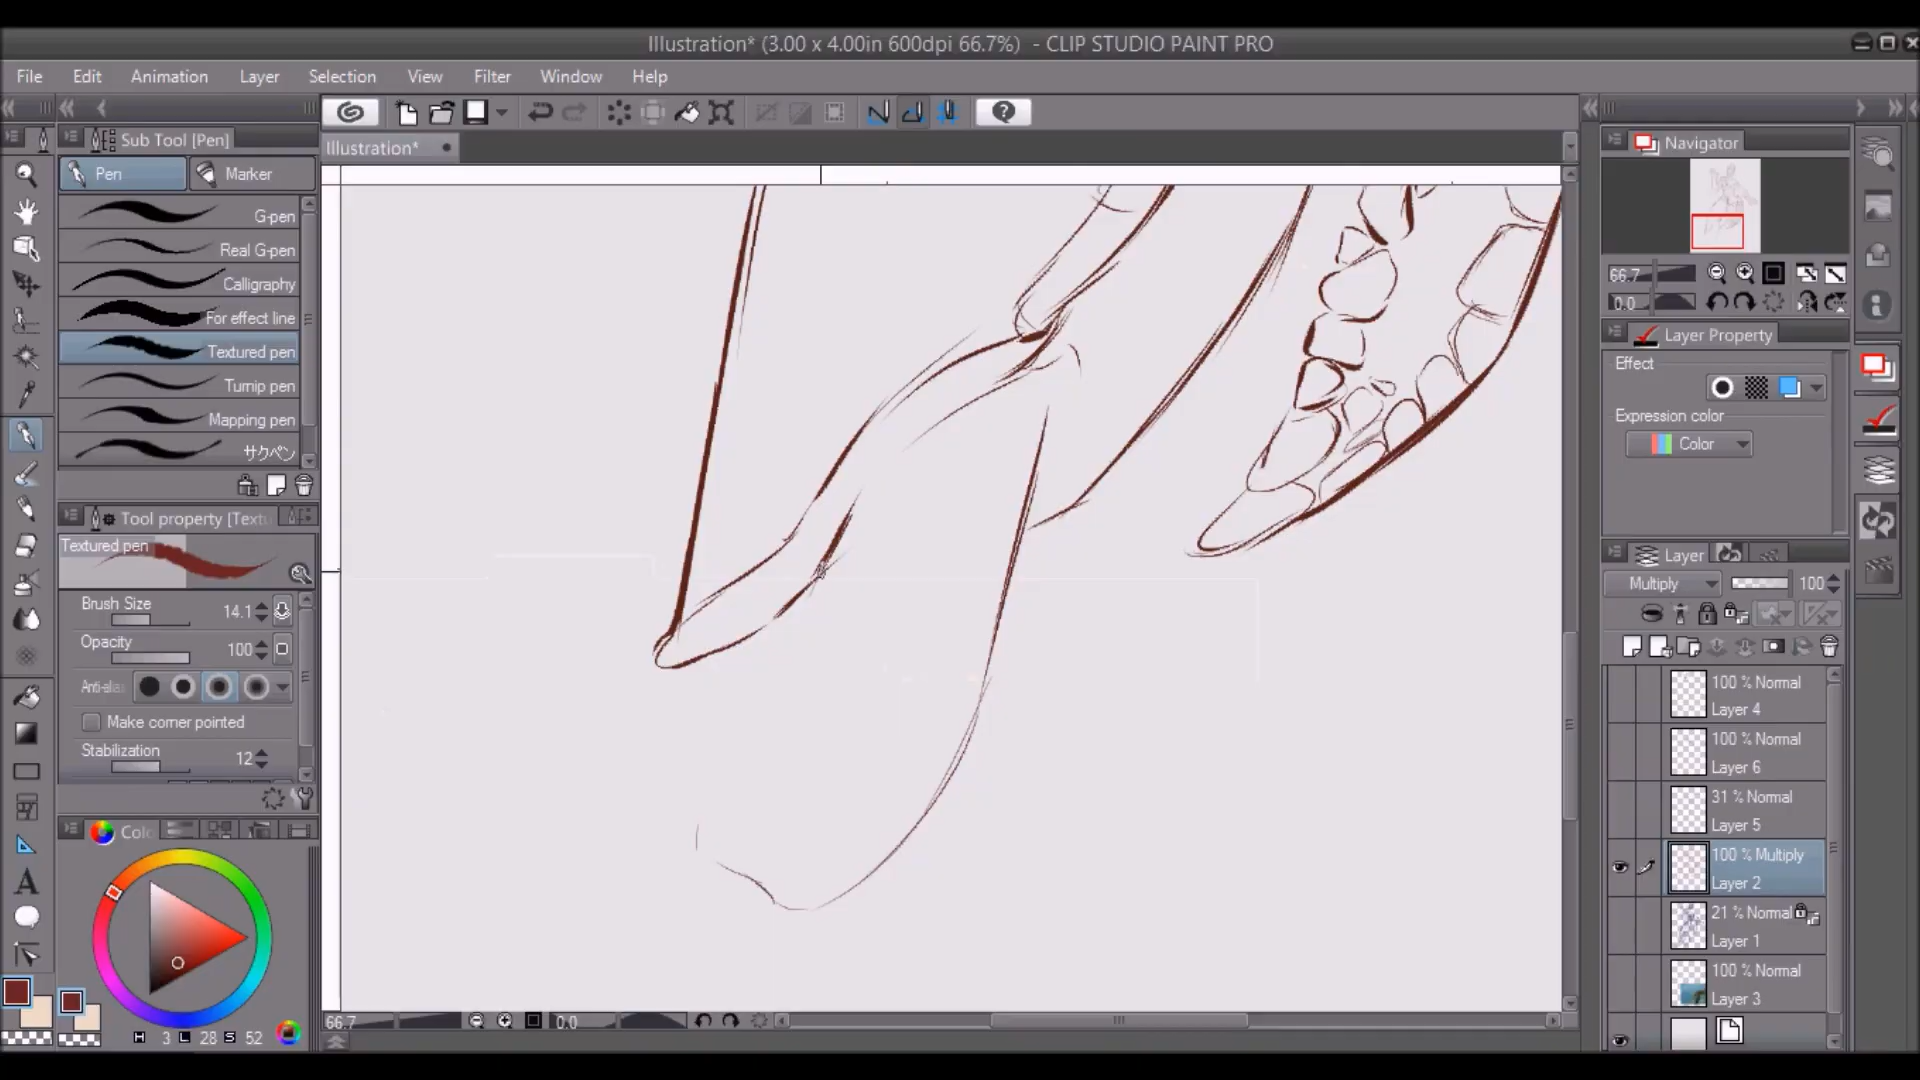 Illustration* (3.00 x 4.00in 600dpi 66.7%) - CLIP STUDIO PAINT PRO
File Edit Animation Layer Selection View Filter Window Help
Sub Tool [Pen]
Illustration*
Pen
Marker
G-pen
Real G-pen
Calligraphy
For effect line
Textured pen
Turnip pen
Mapping pen
サクペン
Tool property [Textu
Textured pen
Brush Size 14.1
Opacity 100
Anti-alia
Make corner pointed
Stabilization 12
Colo
H 3 L 28 S 52
66.7 0.0
Navigator
66.7
0.0
Layer Property
Effect
Expression color
Color
Layer
Multiply 100
100 % Normal
Layer 4
100 % Normal
Layer 6
31 % Normal
Layer 5
100 % Multiply
Layer 2
21 % Normal
Layer 1
100 % Normal
Layer 3